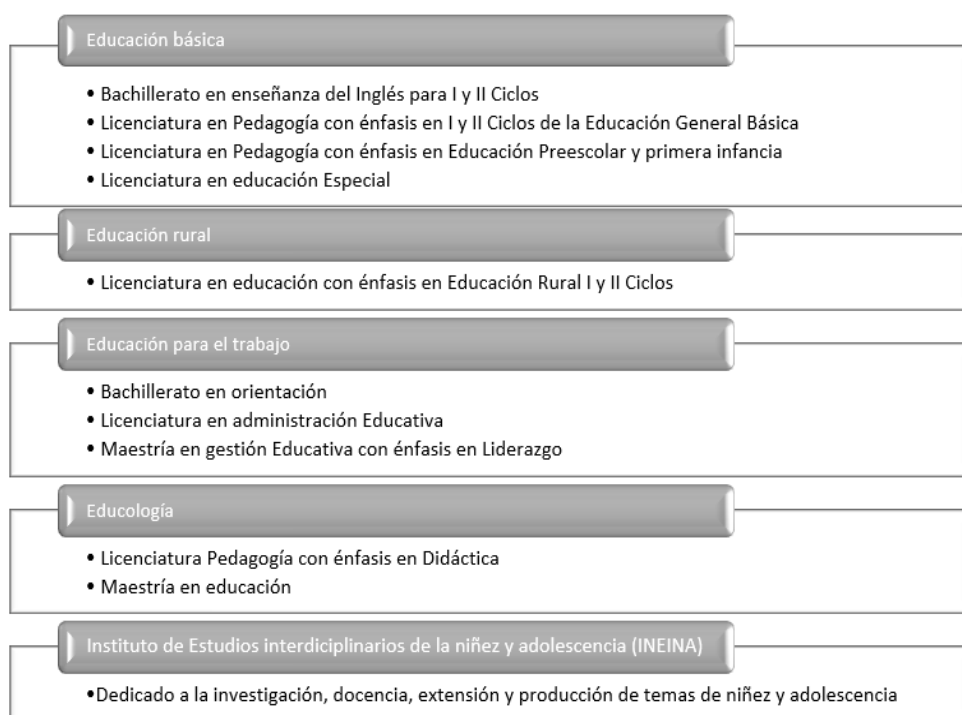 Educación básica
• Bachillerato en enseñanza del Inglés para I y II Ciclos
• Licenciatura en Pedagogía con énfasis en I y II Ciclos de la Educación General Básica
• Licenciatura en Pedagogía con énfasis en Educación Preescolar y primera infancia
• Licenciatura en educación Especial
Educación rural
• Licenciatura en educación con énfasis en Educación Rural I y II Ciclos
Educación para el trabajo
• Bachillerato en orientación
• Licenciatura en administración Educativa
• Maestría en gestión Educativa con énfasis en Liderazgo
Educología
• Licenciatura Pedagogía con énfasis en Didáctica
• Maestría en educación
Instituto de Estudios interdiciplinarios de la niñez y adolescencia (INEINA)
•Dedicado a la investigación, docencia, extensión y producción de temas de niñez y adolescencia